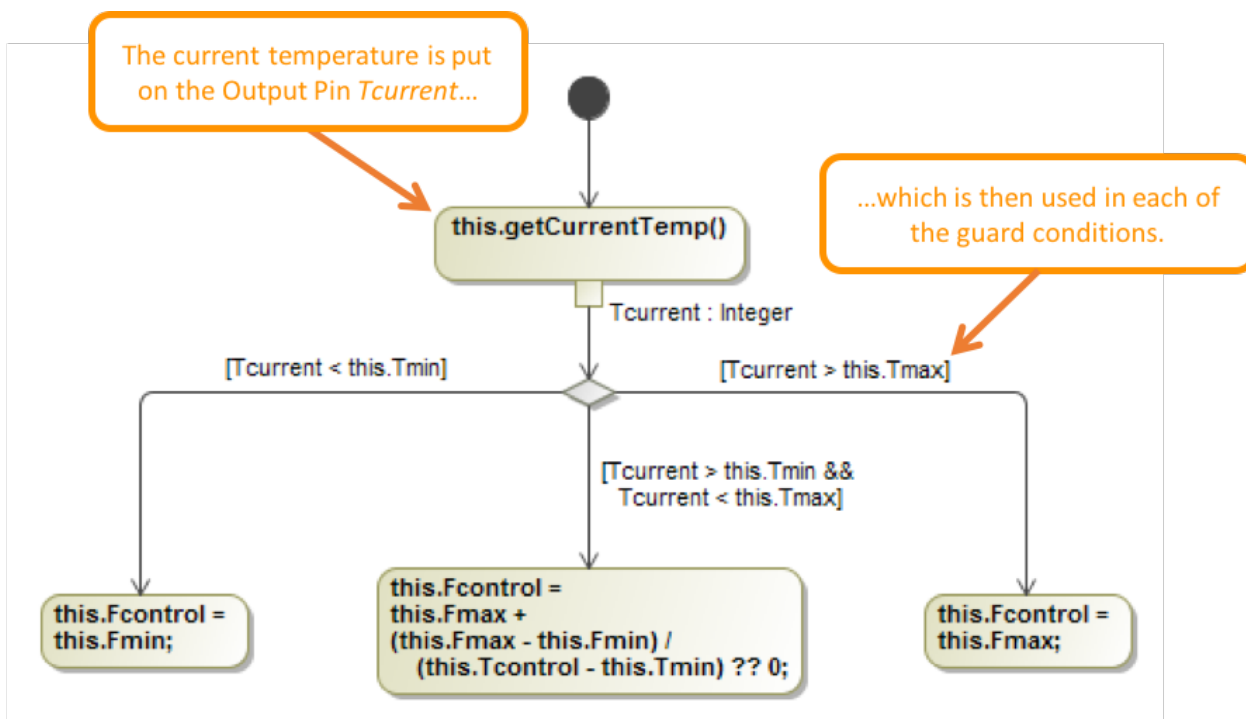 The current temperature is put
on the Output Pin Tcurrent...
...which is then used in each of
the guard conditions.
this.getCurrentTemp()
Tcurrent : Integer
[Tcurrent < this.Tmin]
[Tcurrent > this.Tmax]
[Tcurrent > this.Tmin &&
Tcurrent < this.Tmax]
this.Fcontrol =
this.Fmin;
this.Fcontrol =
this.Fmax +
(this.Fmax - this.Fmin) /
(this.Tcontrol - this.Tmin) ?? 0;
this.Fcontrol =
this.Fmax;